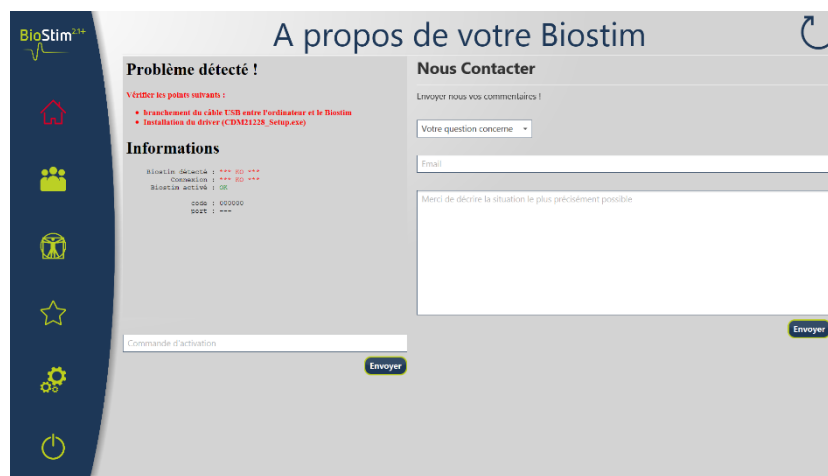 BioStim 2.1+
A propos de votre Biostim
Problème détecté !
Vérifier les points suivants :
branchement du câble USB entre l'ordinateur et le Biostim
Installation du driver (CDM21228_Setup.exe)
Informations
Biostim détecté : *** KO ***
Connexion : *** KO ***
Biostim activé : OK
code : 000000
port : ---
Commande d'activation
Envoyer
Nous Contacter
Envoyer nous vos commentaires !
Votre question concerne
Email
Merci de décrire la situation le plus précisément possible
Envoyer